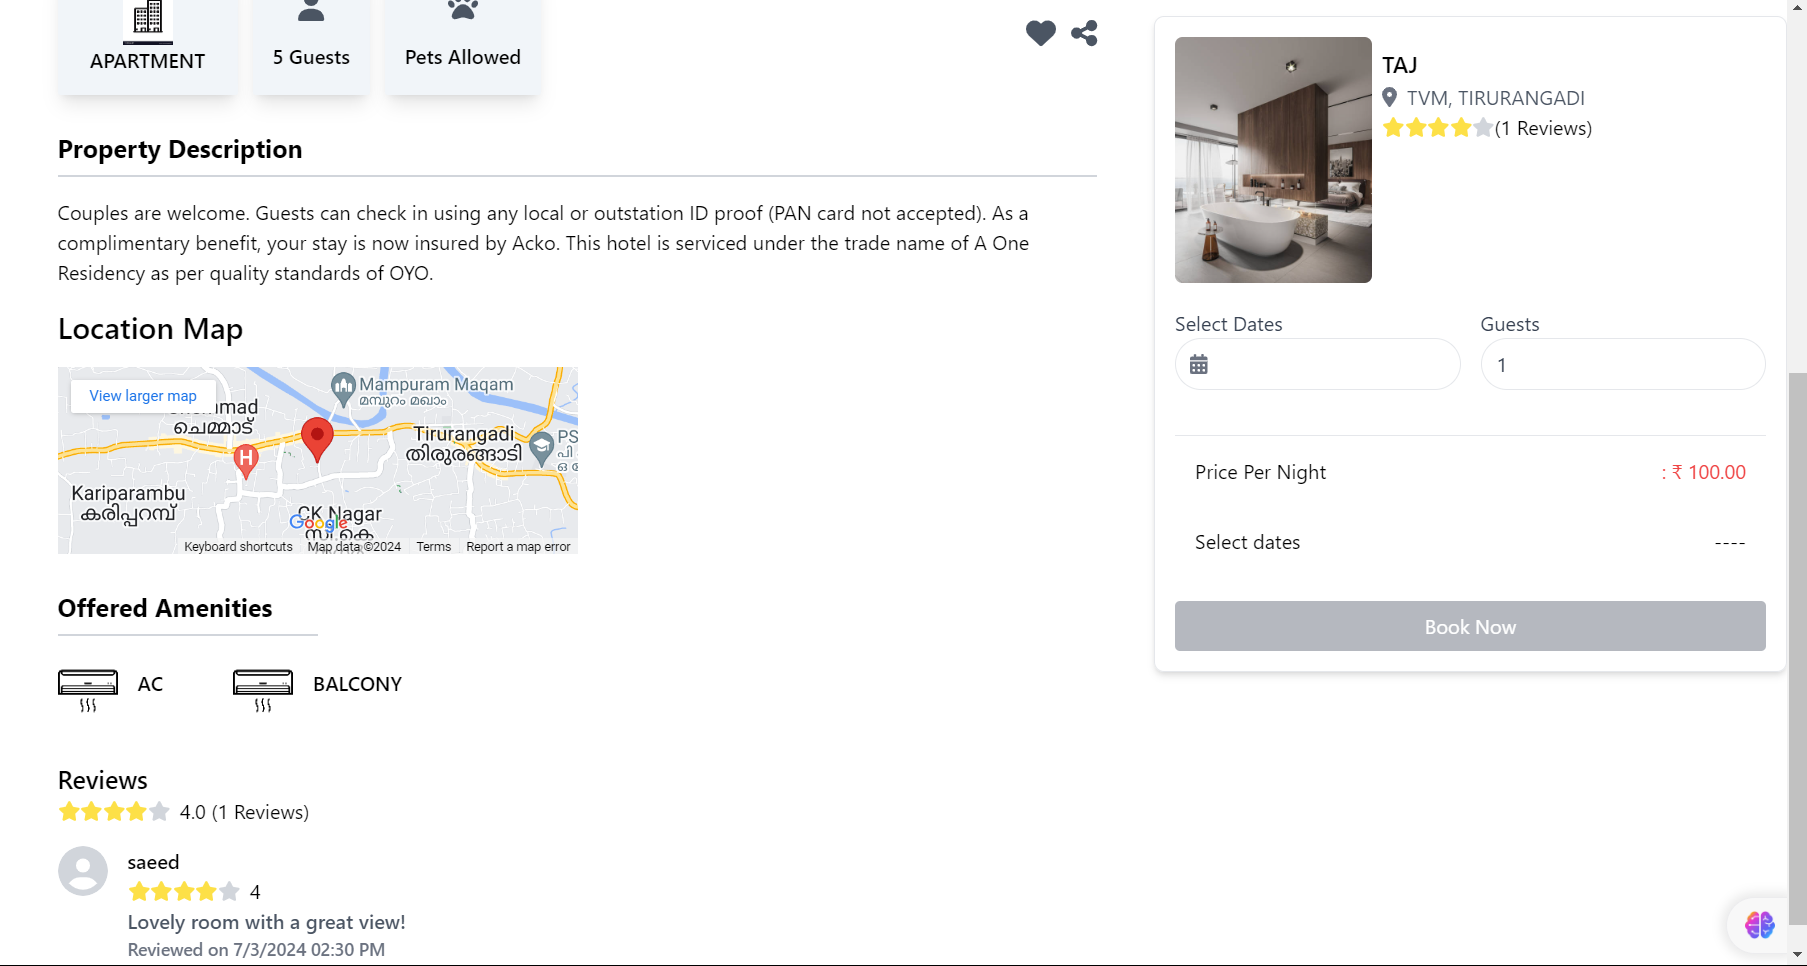 APARTMENT
5 Guests
Pets Allowed
Property Description
Couples are welcome. Guests can check in using any local or outstation ID proof (PAN card not accepted). As a
complimentary benefit, your stay is now insured by Acko. This hotel is serviced under the trade name of A One
Residency as per quality standards of OYO.
Location Map
View larger map
Mampuram Maqam
മമ്പുറം മഖാം
ചെമ്മാട്
Tirurangadi
തിരൂരങ്ങാടി
PS
H
Kariparambu
കരിപ്പറമ്പ്
CK Nagar
സി കെ
Google
Keyboard shortcuts
Map data ©2024
Terms
Report a map error
Offered Amenities
AC
BALCONY
Reviews
4.0 (1 Reviews)
saeed
4
Lovely room with a great view!
Reviewed on 7/3/2024 02:30 PM
TAJ
TVM, TIRURANGADI
(1 Reviews)
Select Dates
Guests
1
Price Per Night
: ₹ 100.00
Select dates
----
Book Now